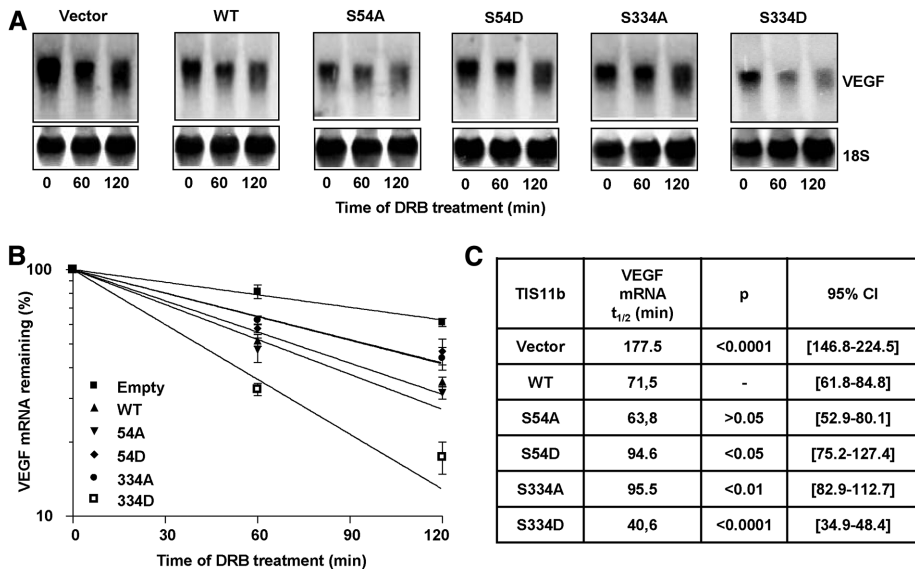 A
Vector WT S54A S54D S334A S334D
VEGF
18S
0 60 120 0 60 120 0 60 120 0 60 120 0 60 120 0 60 120
Time of DRB treatment (min)
B
VEGF mRNA remaining (%)
100
10
Empty
WT
54A
54D
334A
334D
0 30 60 90 120
Time of DRB treatment (min)
C
TIS11b VEGF mRNA t1/2 (min) p 95% CI
Vector 177.5 <0.0001 [146.8-224.5]
WT 71,5 - [61.8-84.8]
S54A 63,8 >0.05 [52.9-80.1]
S54D 94.6 <0.05 [75.2-127.4]
S334A 95.5 <0.01 [82.9-112.7]
S334D 40,6 <0.0001 [34.9-48.4]